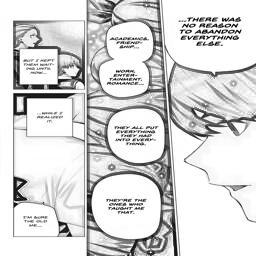 ...THERE WAS
NO REASON
TO ABANDON
EVERYTHING
ELSE.
ACADEMICS,
FRIEND-
SHIP...
WORK,
ENTER-
TAINMENT,
ROMANCE...
THEY ALL PUT
EVERYTHING
THEY HAD
INTO EVERY-
THING.
THEY'RE THE
ONES WHO
TAUGHT ME
THAT.
BUT I KEPT
THEM WAIT-
ING UNTIL
NOW...
...WHILE I
REALIZED
IT.
I'M SURE
THE OLD
ME...